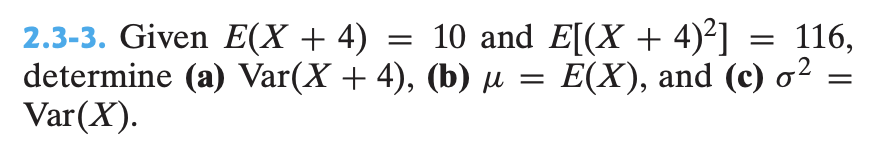 2.3-3. Given E(X + 4) = 10 and E[(X + 4)²] = 116,
determine (a) Var(X + 4), (b) μ = E(X), and (c) σ² =
Var(X).